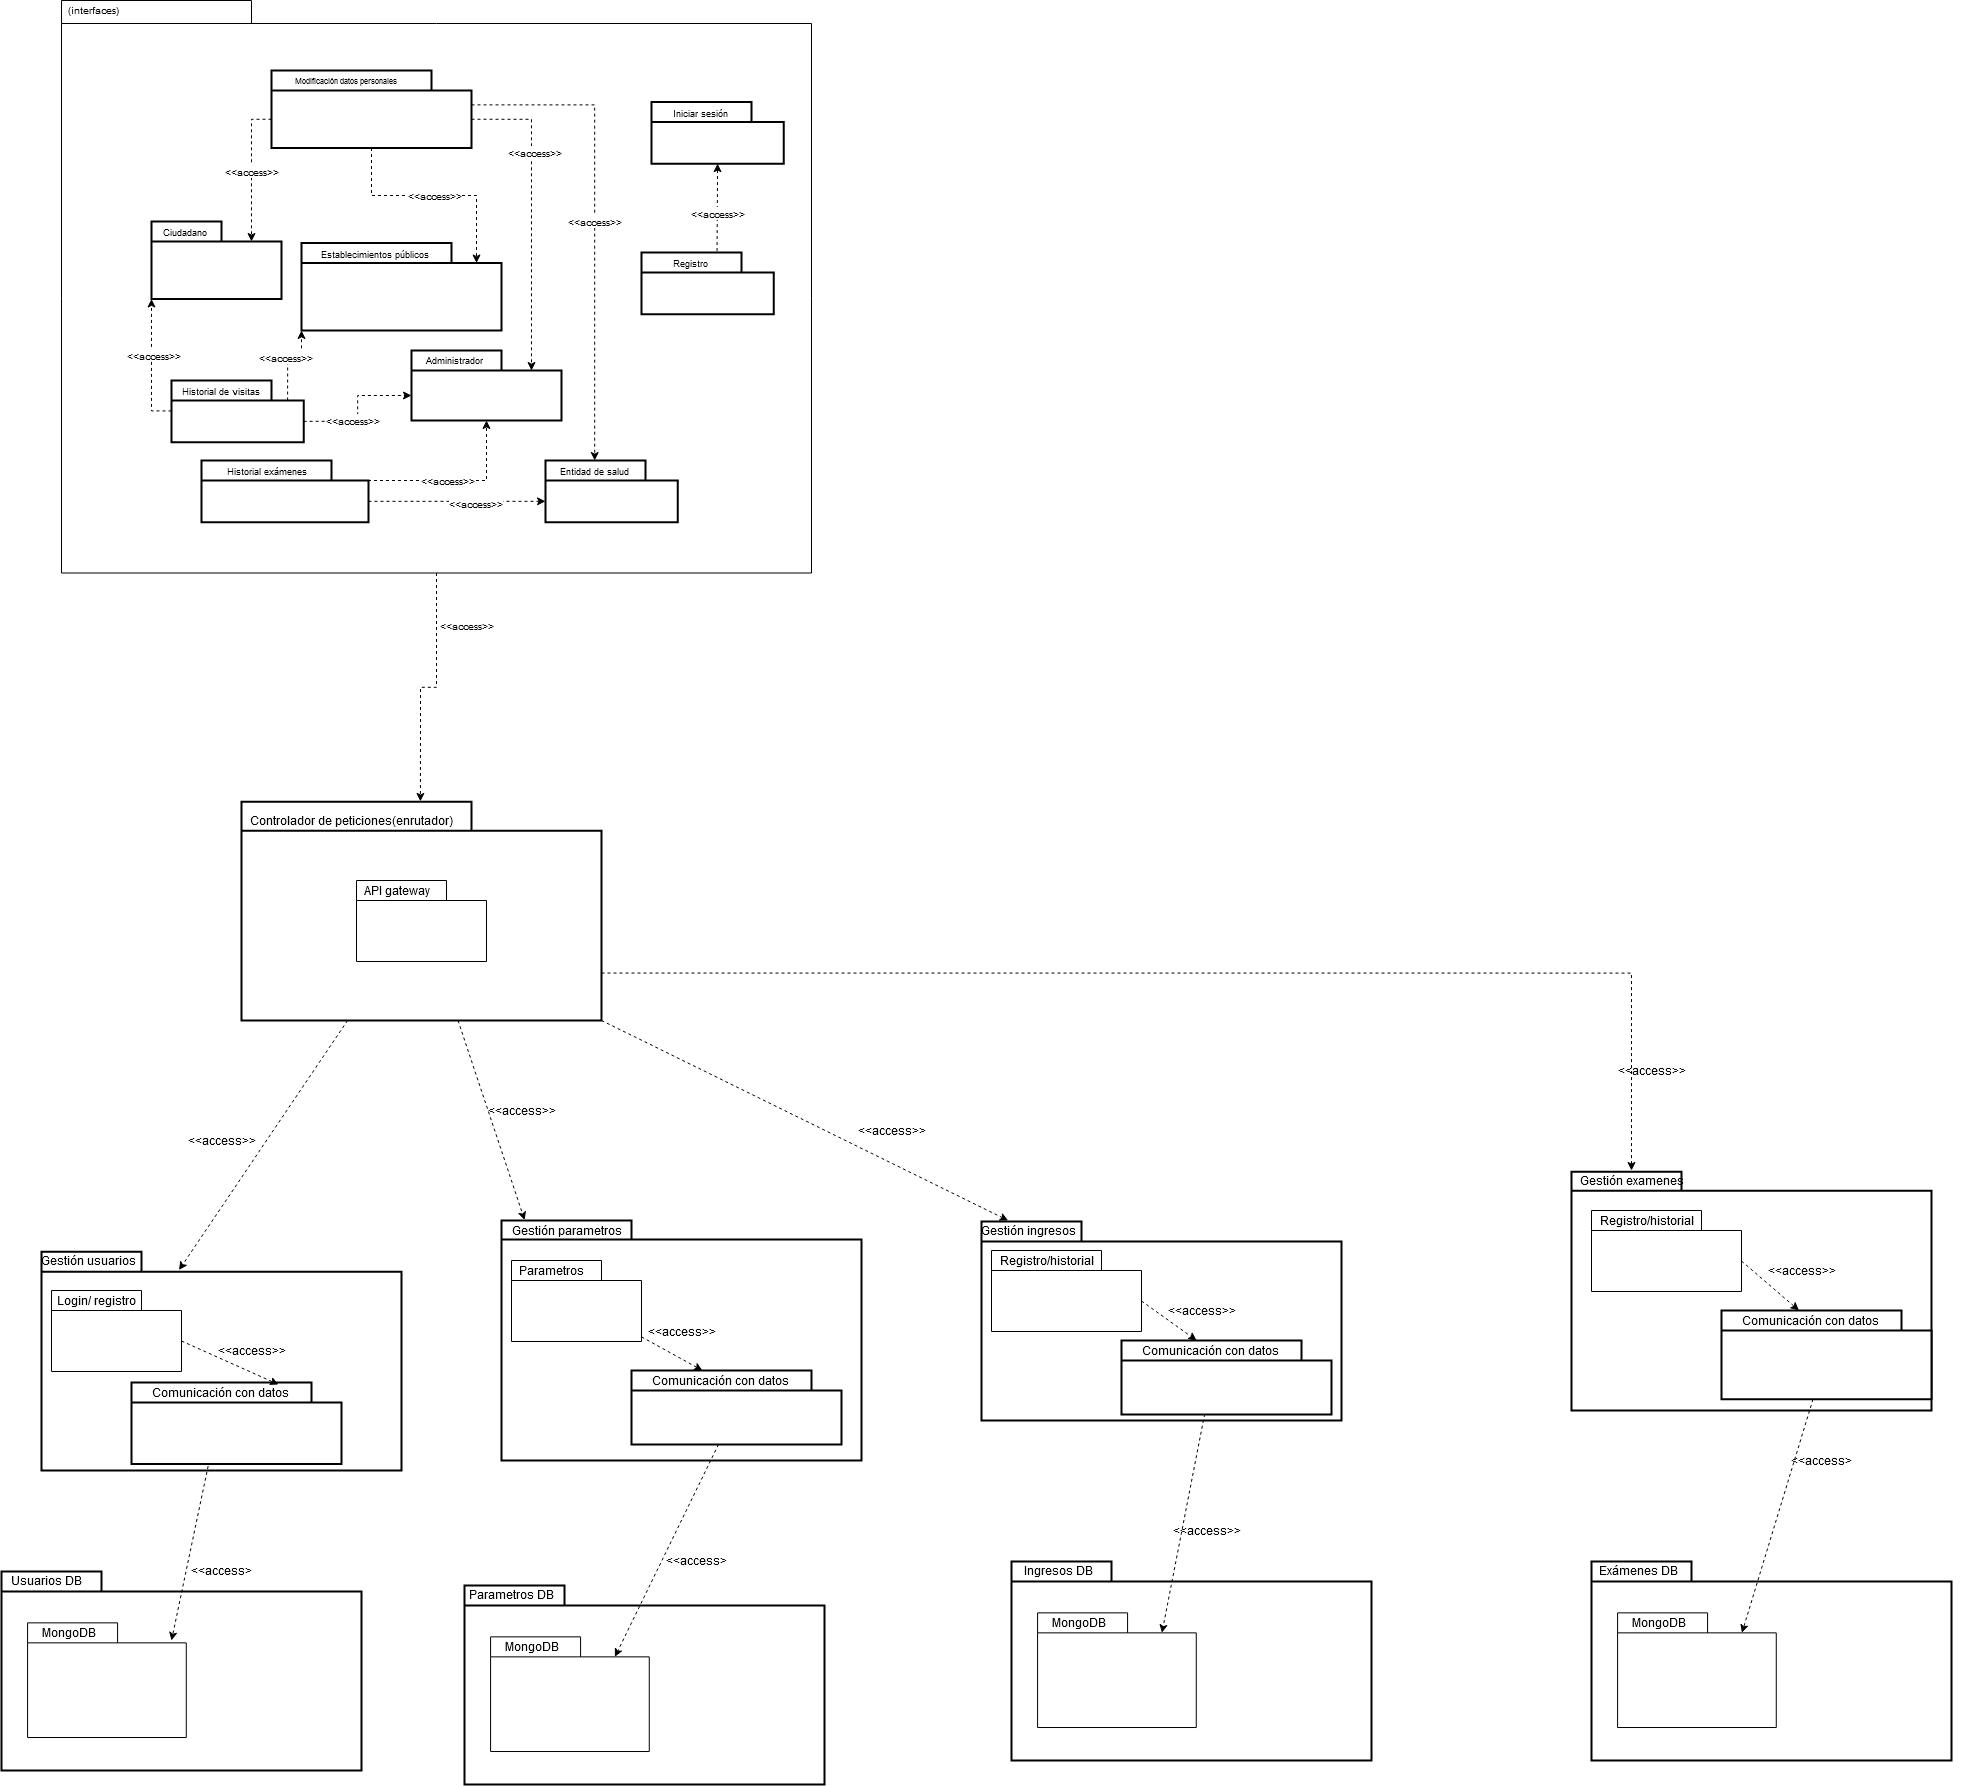 (interfaces)
Modificación datos personales
Iniciar sesión
<<access>>
<<access>>
<<access>>
<<access>>
<<access>>
Ciudadano
Establecimientos públicos
Registro
<<access>>
<<access>>
Administrador
Historial de visitas
<<access>>
Historial exámenes
Entidad de salud
<<access>>
<<access>>
<<access>>
Controlador de peticiones(enrutador)
API gateway
<<access>>
<<access>>
<<access>>
<<access>>
Gestión examenes
Registro/historial
<<access>>
Comunicación con datos
Gestión usuarios
Login/ registro
<<access>>
Comunicación con datos
Gestión parametros
Parametros
<<access>>
Comunicación con datos
Gestión ingresos
Registro/historial
<<access>>
Comunicación con datos
<<access>
<<access>>
<<access>
<<access>
Usuarios DB
MongoDB
Parametros DB
MongoDB
Ingresos DB
MongoDB
Exámenes DB
MongoDB